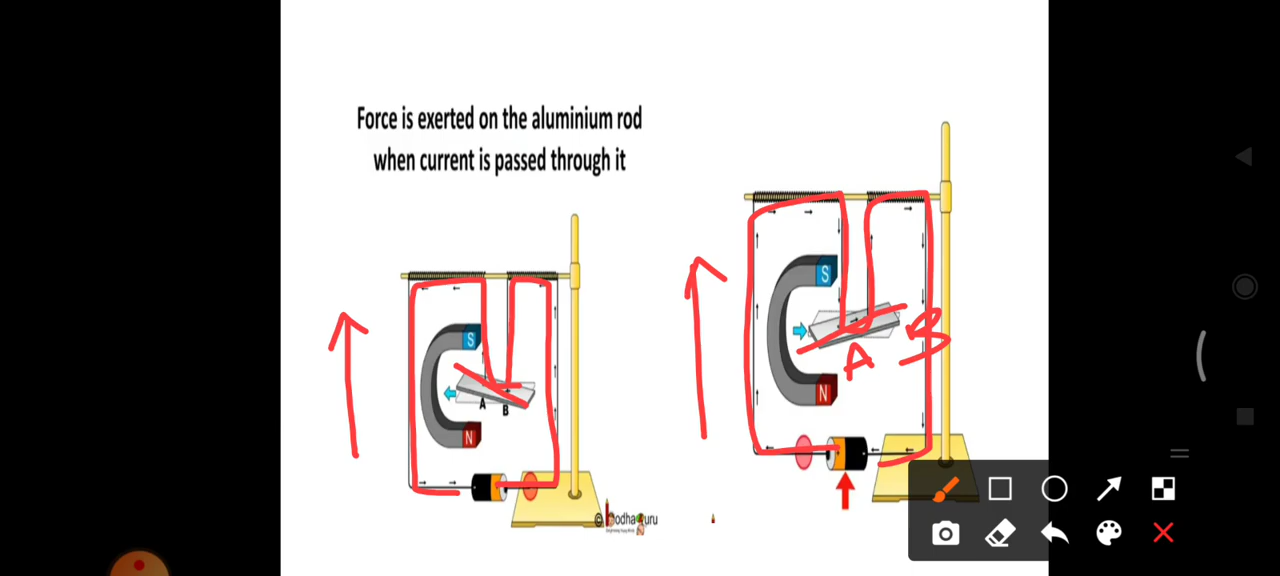 Force is exerted on the aluminium rod
when current is passed through it
S
N
A
B
S
N
A
B